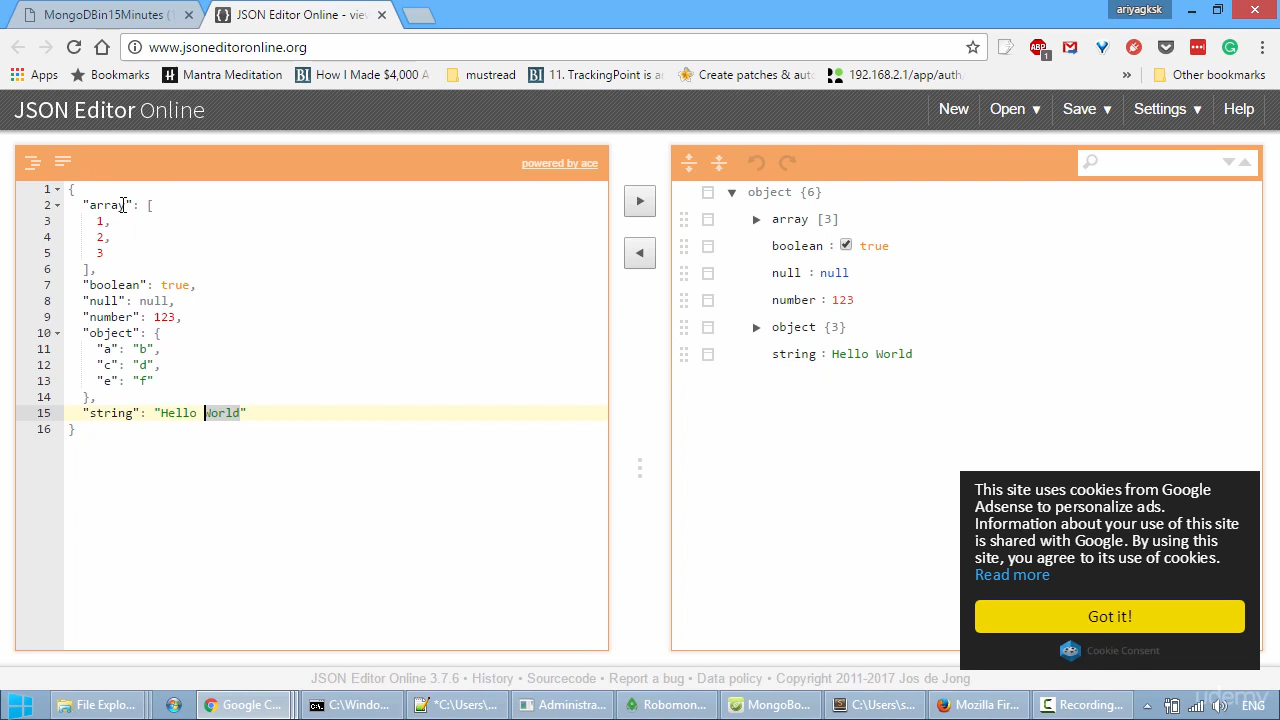 MongoDBin15Minutes (1
JSON Editor Online - view
ariyagksk
www.jsoneditoronline.org
Apps
Bookmarks
Mantra Meditation
How I Made $4,000 A
mustread
11. TrackingPoint is as
Create patches & auto
192.168.2.1/app/auth.
Other bookmarks
JSON Editor Online
New
Open
Save
Settings
Help
powered by ace
1 {
2 "array": [
3 1,
4 2,
5 3
6 ],
7 "boolean": true,
8 "null": null,
9 "number": 123,
10 "object": {
11 "a": "b",
12 "c": "d",
13 "e": "f"
14 },
15 "string": "Hello World"
16 }
object {6}
array [3]
boolean : true
null : null
number : 123
object {3}
string : Hello World
This site uses cookies from Google
Adsense to personalize ads.
Information about your use of this site
is shared with Google. By using this
site, you agree to its use of cookies.
Read more
Got it!
Cookie Consent
JSON Editor Online 3.7.6 • History • Sourcecode • Report a bug • Data policy • Copyright 2011-2017 Jos de Jong
File Explo...
Google C...
C:\Windo...
*C:\Users\...
Administra...
Robomon...
MongoBo...
C:\Users\s...
Mozilla Fir...
Recording...
ENG
udemy